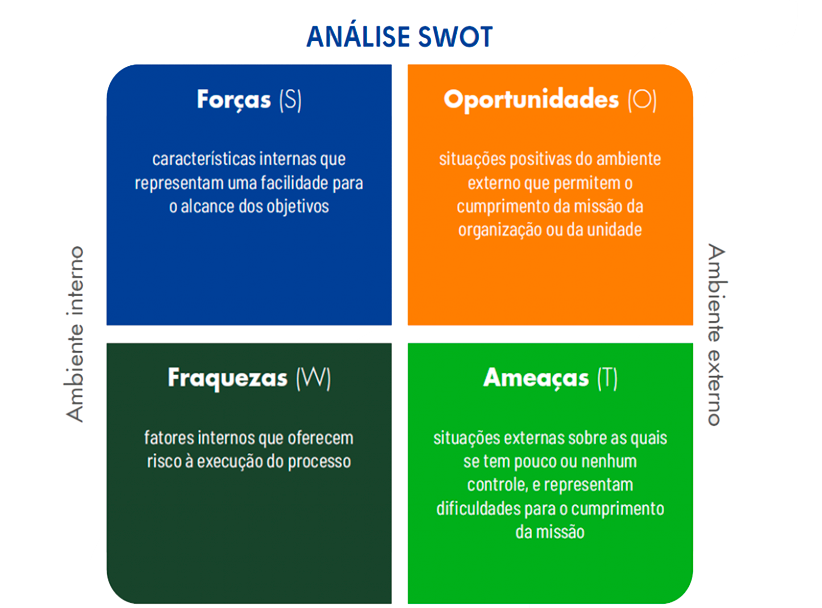 ANÁLISE SWOT
Forças (S)
características internas que
representam uma facilidade para
o alcance dos objetivos
Oportunidades (O)
situações positivas do ambiente
externo que permitem o
cumprimento da missão da
organização ou da unidade
Ambiente interno
Ambiente externo
Fraquezas (W)
fatores internos que oferecem
risco à execução do processo
Ameaças (T)
situações externas sobre as quais
se tem pouco ou nenhum
controle, e representam
dificuldades para o cumprimento
da missão